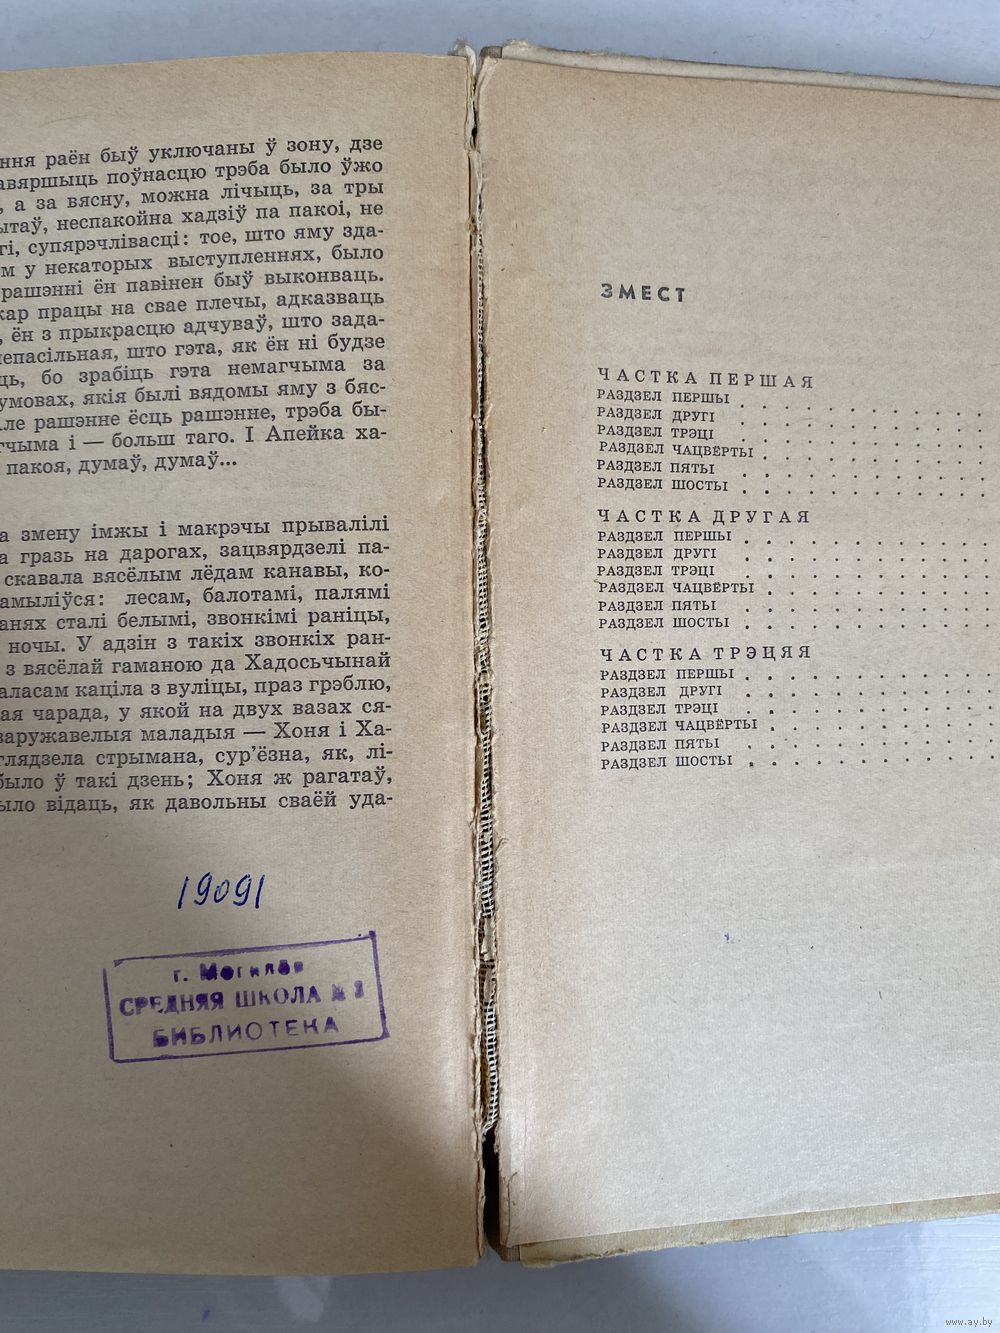 ння раён быў уключаны ў зону, дзе
авяршыць поўнасцю трэба было ўжо
, а за вясну, можна лічыць, за тры
ытаў, неспакойна хадзіў па пакоі, не
гі, супярэчлівасці: тое, што яму зда-
м у некаторых выступленнях, было
рашэнні ён павінен быў выконваць.
кар працы на свае плечы, адказваць
, ён з прыкрасцю адчуваў, што зада-
непасільная, што гэта, як ён ні будзе
ць, бо зрабіць гэта немагчыма за
умовах, якія былі вядомы яму з бяс-
ле рашэнне ёсць рашэнне, трэба бы-
гчыма і — больш таго. І Апейка ха-
пакоя, думаў, думаў...
а змену імжы і макрэчы прывалілі
а гразь на дарогах, зацвярдзелі па-
скавала вясёлым лёдам канавы, ко-
амыліўся: лесам, балотамі, палямі
анях сталі белымі, звонкімі раніцы,
ночы. У адзін з такіх звонкіх ран-
з вясёлай гаманою да Хадосьчынай
аласам каціла з вуліцы, праз грэблю,
ая чарада, у якой на двух вазах ся-
заружавелыя маладыя — Хоня і Ха-
глядзела стрымана, сур’ёзна, як, лі-
было ў такі дзень; Хоня ж рагатаў,
ыло відаць, як давольны сваёй уда-
19091
г. Могилёв
СРЕДНЯЯ ШКОЛА № 3
БИБЛИОТЕКА
ЗМЕСТ
ЧАСТКА ПЕРШАЯ
РАЗДЗЕЛ ПЕРШЫ
РАЗДЗЕЛ ДРУГІ
РАЗДЗЕЛ ТРЭЦІ
РАЗДЗЕЛ ЧАЦВЁРТЫ
РАЗДЗЕЛ ПЯТЫ
РАЗДЗЕЛ ШОСТЫ
ЧАСТКА ДРУГАЯ
РАЗДЗЕЛ ПЕРШЫ
РАЗДЗЕЛ ДРУГІ
РАЗДЗЕЛ ТРЭЦІ
РАЗДЗЕЛ ЧАЦВЁРТЫ
РАЗДЗЕЛ ПЯТЫ
РАЗДЗЕЛ ШОСТЫ
ЧАСТКА ТРЭЦЯЯ
РАЗДЗЕЛ ПЕРШЫ
РАЗДЗЕЛ ДРУГІ
РАЗДЗЕЛ ТРЭЦІ
РАЗДЗЕЛ ЧАЦВЁРТЫ
РАЗДЗЕЛ ПЯТЫ
РАЗДЗЕЛ ШОСТЫ
www.ay.by